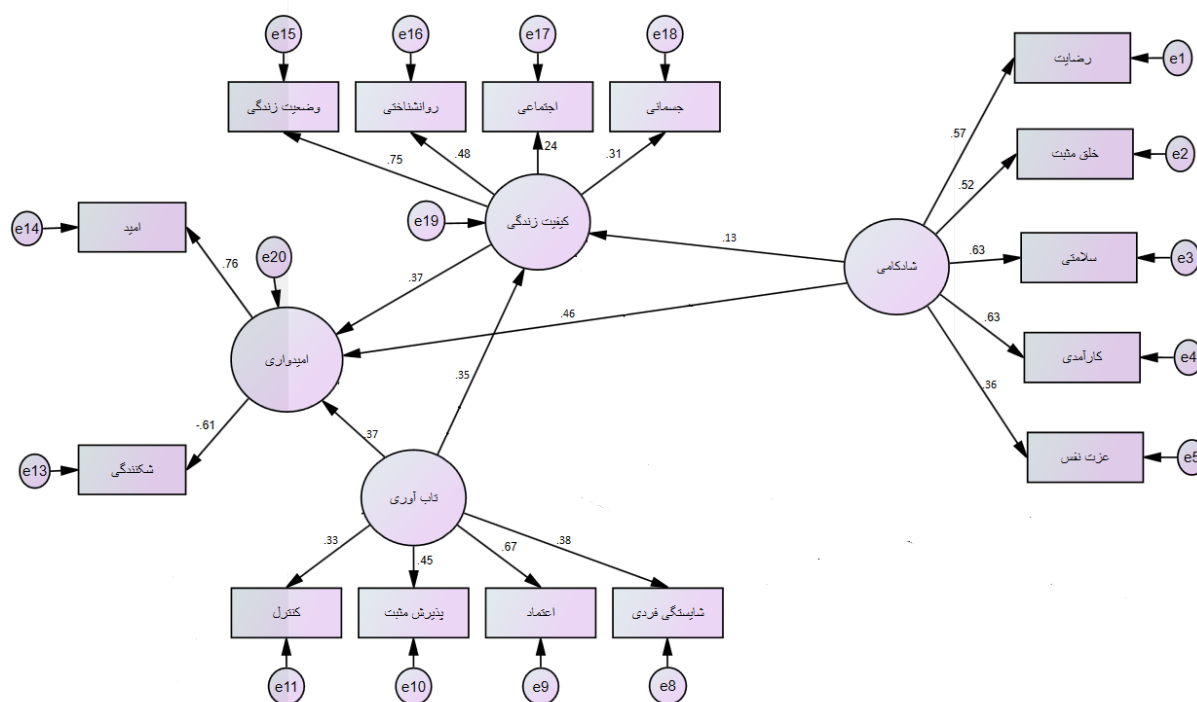 e15
e16
e17
e18
وضعیت زندگی
روانشناختی
اجتماعی
جسمانی
.75
.48
.24
.31
e19
کیفیت زندگی
رضایت
e1
.57
خلق مثبت
e2
.52
سلامتی
e3
.63
شادکامی
کارآمدی
e4
.63
عزت نفس
e5
.36
.13
.46
.37
.35
e14
امید
.76
e20
امیدواری
-.61
e13
شکنندگی
.37
تاب آوری
.33
.45
.67
.38
کنترل
پذیرش مثبت
اعتماد
شایستگی فردی
e11
e10
e9
e8